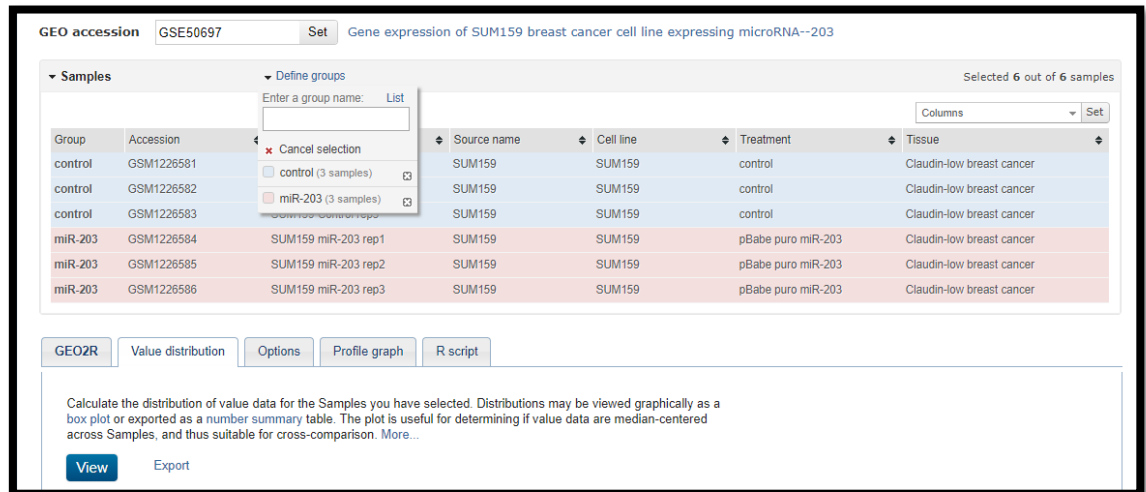 GEO accession GSE50697 Set Gene expression of SUM159 breast cancer cell line expressing microRNA--203
Samples Define groups Selected 6 out of 6 samples
Enter a group name: List
Columns Set
Group Accession Source name Cell line Treatment Tissue
Cancel selection
control GSM1226581 SUM159 SUM159 control Claudin-low breast cancer
control (3 samples)
control GSM1226582 SUM159 SUM159 control Claudin-low breast cancer
miR-203 (3 samples)
control GSM1226583 SUM159 SUM159 control Claudin-low breast cancer
miR-203 GSM1226584 SUM159 miR-203 rep1 SUM159 SUM159 pBabe puro miR-203 Claudin-low breast cancer
miR-203 GSM1226585 SUM159 miR-203 rep2 SUM159 SUM159 pBabe puro miR-203 Claudin-low breast cancer
miR-203 GSM1226586 SUM159 miR-203 rep3 SUM159 SUM159 pBabe puro miR-203 Claudin-low breast cancer
GEO2R Value distribution Options Profile graph R script
Calculate the distribution of value data for the Samples you have selected. Distributions may be viewed graphically as a
box plot or exported as a number summary table. The plot is useful for determining if value data are median-centered
across Samples, and thus suitable for cross-comparison. More...
View Export